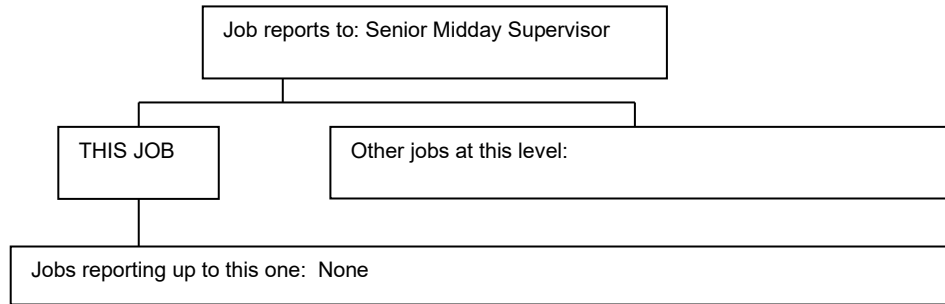 Job reports to: Senior Midday Supervisor
THIS JOB
Other jobs at this level:
Jobs reporting up to this one: None